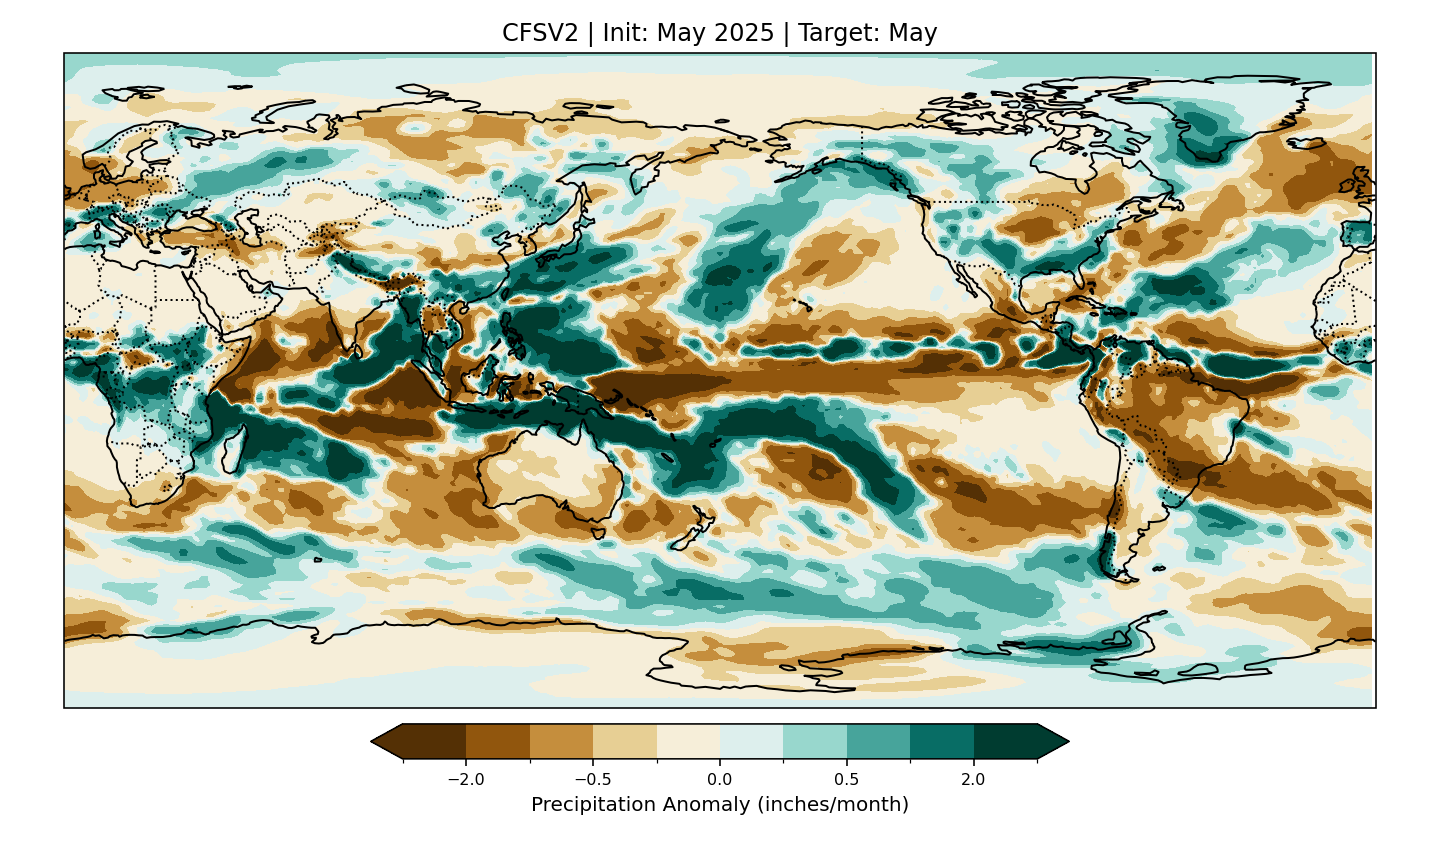 CFSV2 | Init: May 2025 | Target: May
−2.0 −0.5 0.0 0.5 2.0
Precipitation Anomaly (inches/month)